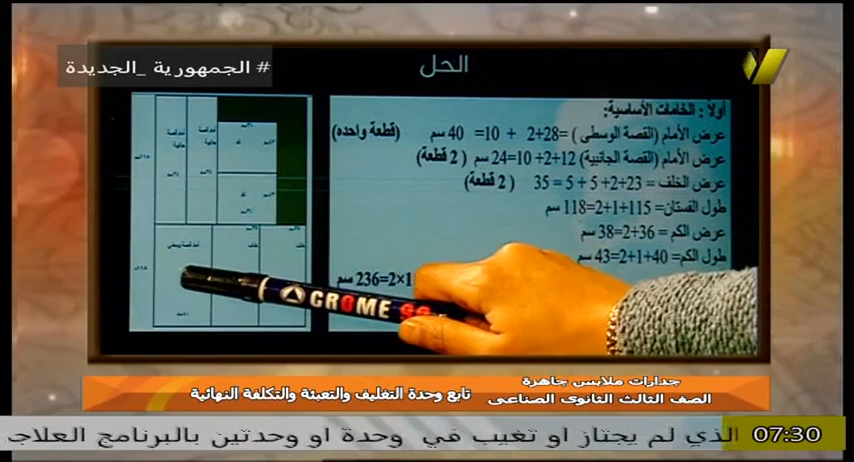 الحل
# الجمهورية _الجديدة
أولاً : الخامات الأساسية:
عرض الأمام (القصة الوسطى ) =28+2 + 10= 40 سم (قطعة واحده)
عرض الأمام (القصة الجانبية) 12+2+ 10=24 سم ( 2 قطعة)
عرض الخلف = 23+2+ 5 + 5 = 35 ( 2 قطعة)
طول الفستان= 115+1+2=118 سم
عرض الكم = 36+2=38 سم
طول الكم= 40+1+2=43 سم
1×2=236 سم
CROME
جدارات ملابس جاهزة
الصف الثالث الثانوى الصناعى
تابع وحدة التغليف والتعبئة والتكلفة النهائية
07:30
الذي لم يجتاز او تغيب في وحدة او وحدتين بالبرنامج العلاجي